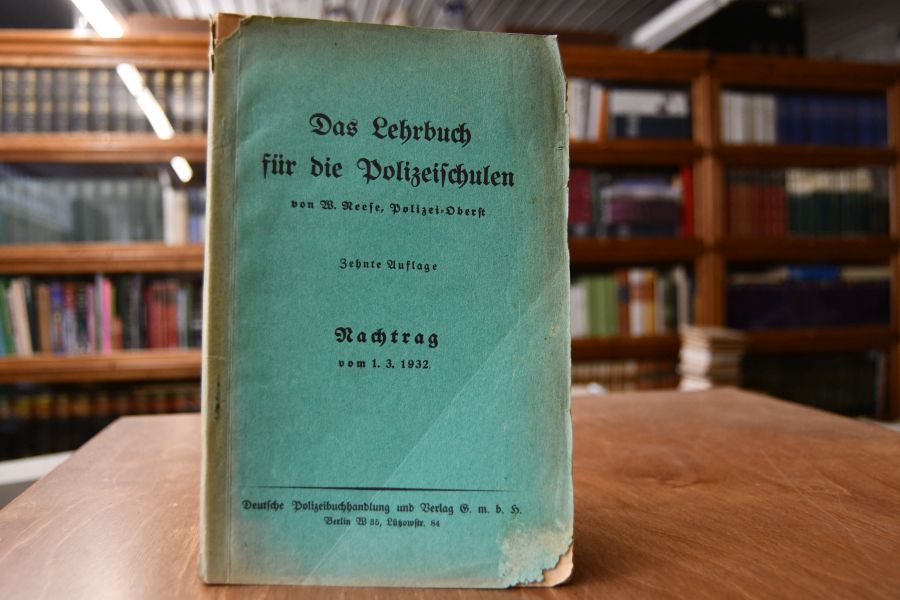 Das Lehrbuch
für die Polizeischulen
von W. Neese, Polizei-Oberst
Zehnte Auflage
Nachtrag
vom 1. 3. 1932.
Deutsche Polizeibuchhandlung und Verlag G. m. b. H.
Berlin W 35, Lützowstr. 84